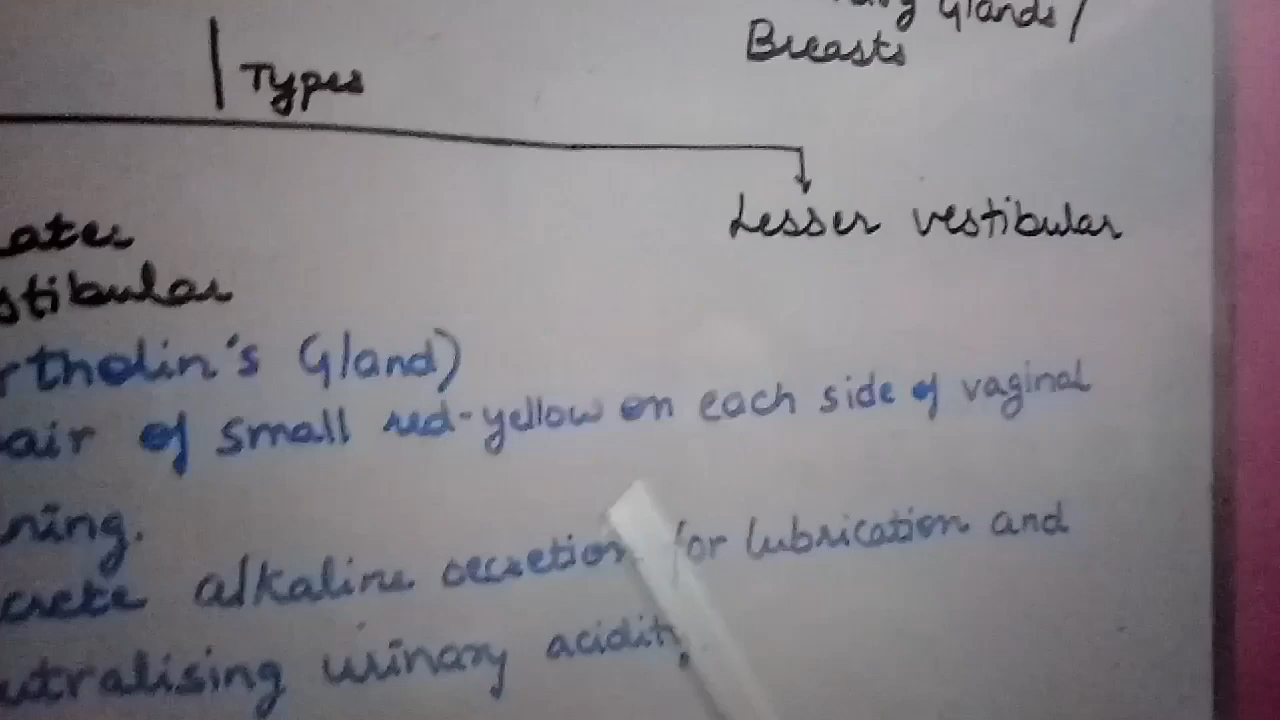 Glands/
Breasts
Types
Lesser vestibular
ater
stibular
rtholin's Gland)
air of small red-yellow on each side of vaginal
ning.
crete alkaline secretion for lubrication and
utralising urinary acidity